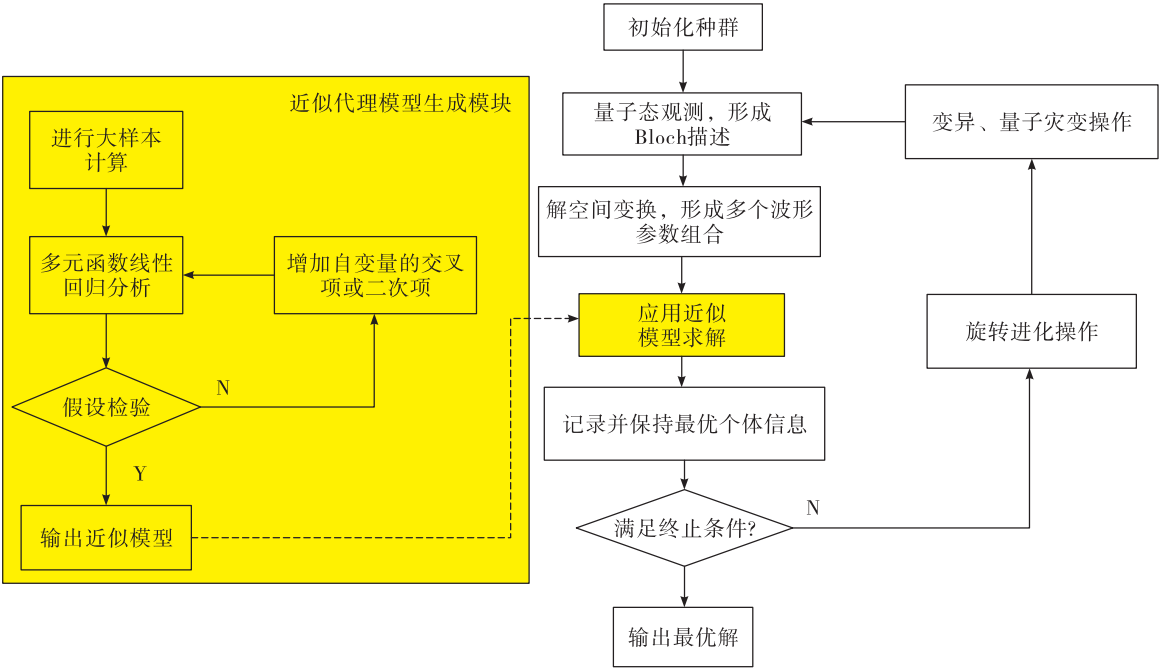 近似代理模型生成模块
进行大样本
计算
多元函数线性
回归分析
增加自变量的交叉
项或二次项
假设检验
N
Y
输出近似模型
初始化种群
量子态观测，形成
Bloch描述
解空间变换，形成多个波形
参数组合
应用近似
模型求解
记录并保持最优个体信息
满足终止条件?
N
输出最优解
旋转进化操作
变异、量子灾变操作